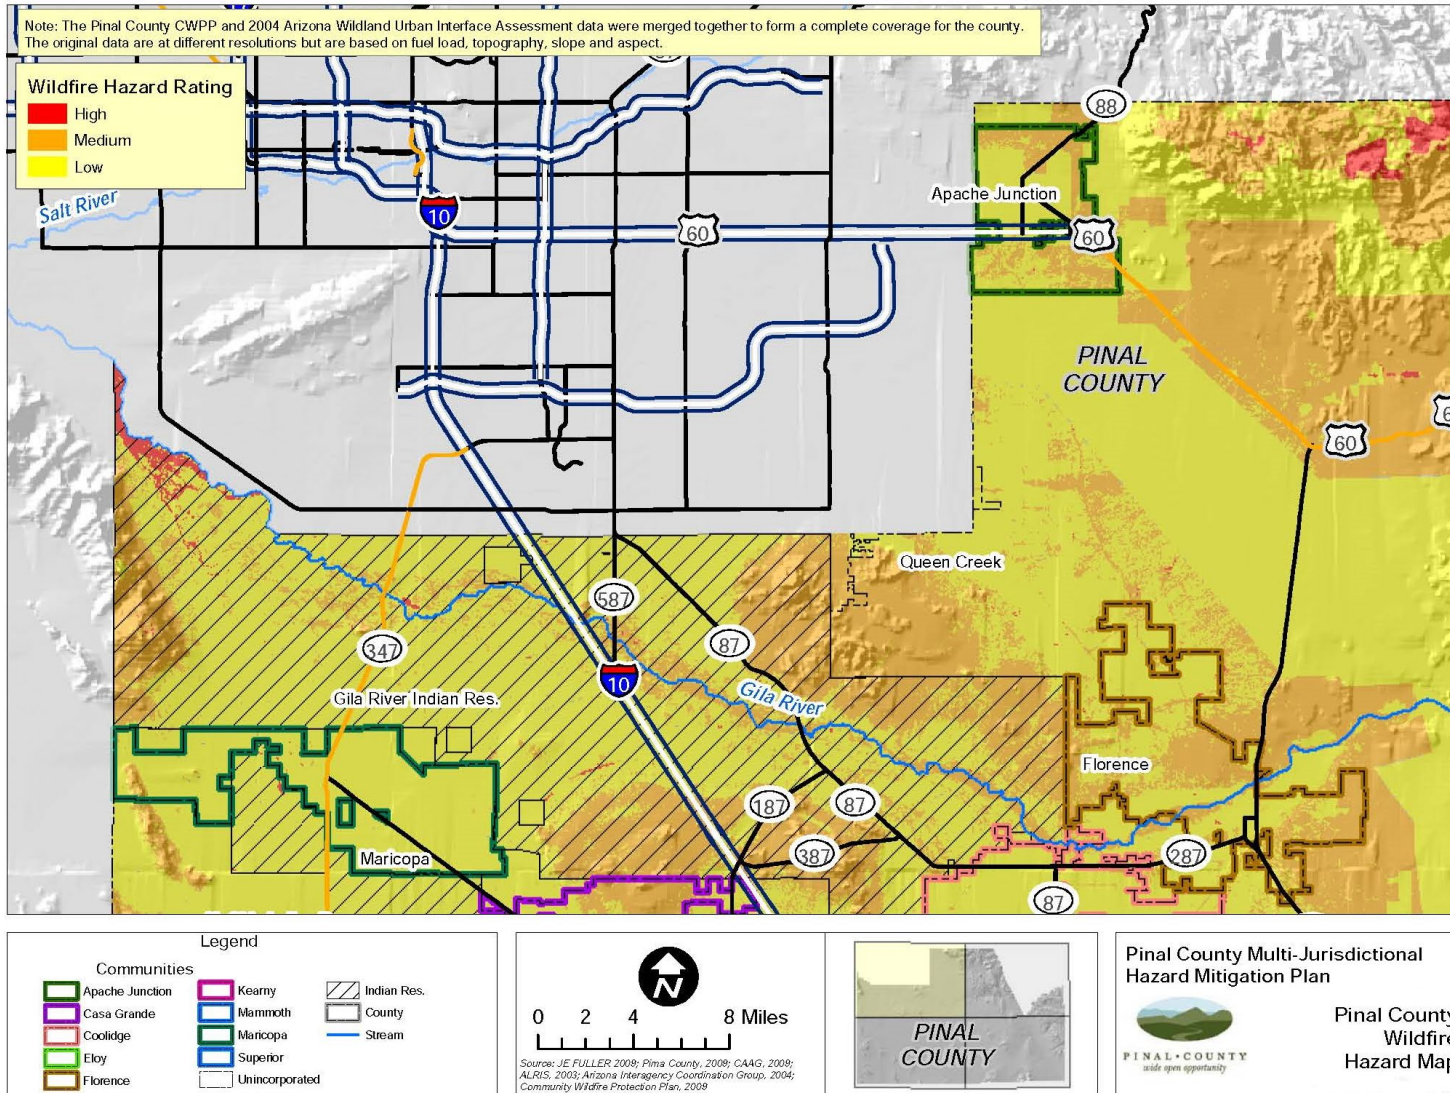 Note: The Pinal County CWPP and 2004 Arizona Wildland Urban Interface Assessment data were merged together to form a complete coverage for the county.
The original data are at different resolutions but are based on fuel load, topography, slope and aspect.
Wildfire Hazard Rating
High
Medium
Low
88
Salt River
Apache Junction
10
60
60
PINAL
COUNTY
60
Queen Creek
587
347
87
10
Gila River Indian Res.
Gila River
Florence
187
87
387
287
Maricopa
87
Legend
Communities
Apache Junction
Casa Grande
Coolidge
Eloy
Florence
Kearny
Mammoth
Maricopa
Superior
Unincorporated
Indian Res.
County
Stream
N
0 2 4 8 Miles
Source: JE FULLER 2009; Pima County, 2009; CAAG, 2009;
ALRIS, 2003; Arizona Interagency Coordination Group, 2004;
Community Wildfire Protection Plan, 2009
PINAL
COUNTY
Pinal County Multi-Jurisdictional
Hazard Mitigation Plan
PINAL • COUNTY
wide open opportunity
Pinal County
Wildfire
Hazard Map